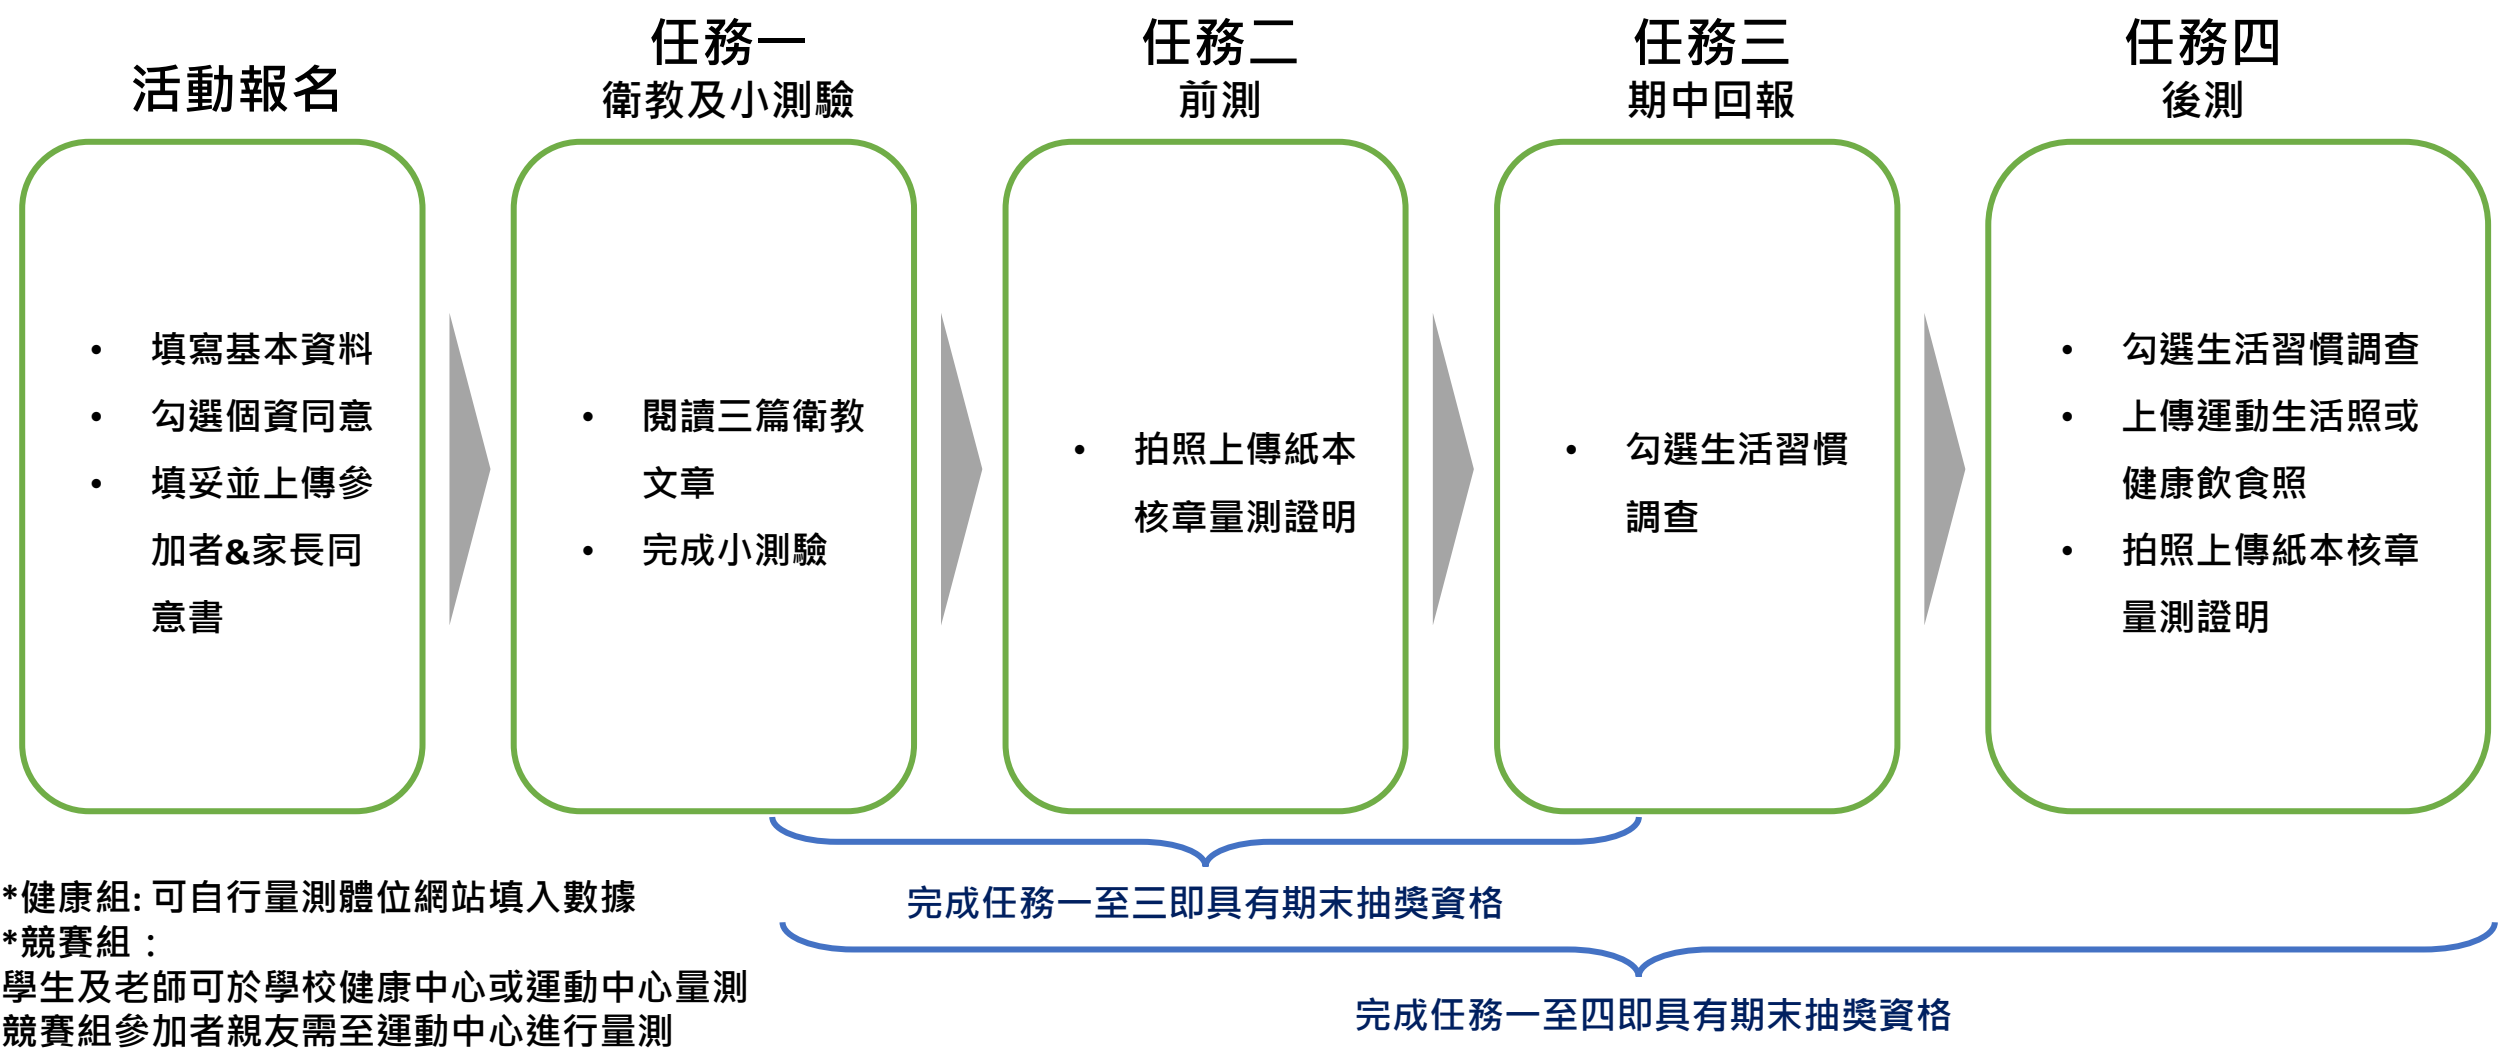 活動報名
• 填寫基本資料
• 勾選個資同意
• 填妥並上傳參
加者&家長同
意書
任務一
衛教及小測驗
• 閱讀三篇衛教
文章
• 完成小測驗
任務二
前測
• 拍照上傳紙本
核章量測證明
任務三
期中回報
• 勾選生活習慣
調查
任務四
後測
• 勾選生活習慣調查
• 上傳運動生活照或
健康飲食照
• 拍照上傳紙本核章
量測證明
完成任務一至三即具有期末抽獎資格
完成任務一至四即具有期末抽獎資格
*健康組: 可自行量測體位網站填入數據
*競賽組：
學生及老師可於學校健康中心或運動中心量測
競賽組參加者親友需至運動中心進行量測